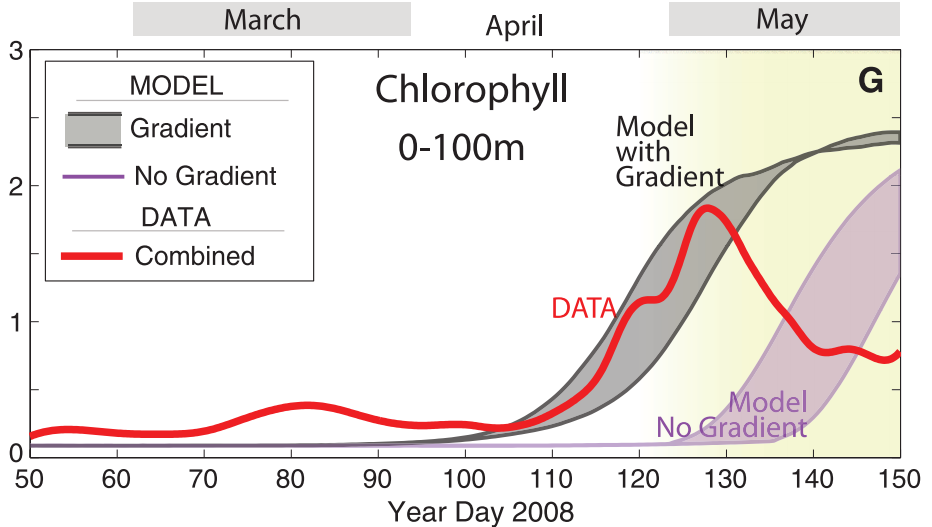 March
April
May
3
2
1
0
MODEL
Gradient
No Gradient
DATA
Combined
Chlorophyll
0-100m
G
Model
with
Gradient
DATA
Model
No Gradient
50 60 70 80 90 100 110 120 130 140 150
Year Day 2008